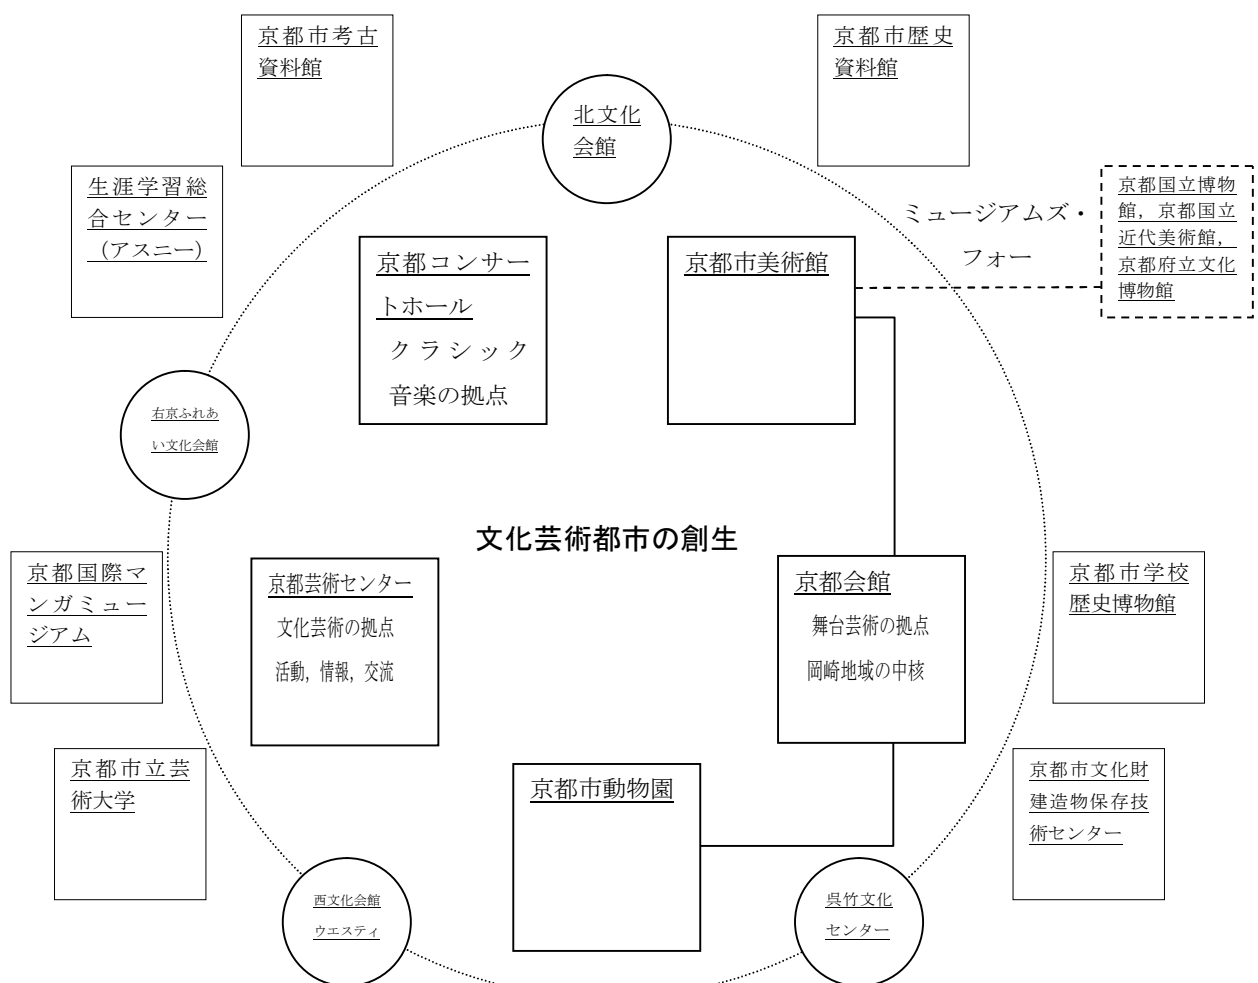 京都市考古
資料館
京都市歴史
資料館
北文化
会館
生涯学習総
合センター
（アスニー）
ミュージアムズ・
フォー
京都国立博物
館，京都国立
近代美術館，
京都府立文化
博物館
京都コンサー
トホール
クラシック
音楽の拠点
京都市美術館
右京ふれあ
い文化会館
文化芸術都市の創生
京都国際マ
ンガミュー
ジアム
京都芸術センター
文化芸術の拠点
活動，情報，交流
京都会館
舞台芸術の拠点
岡崎地域の中核
京都市学校
歴史博物館
京都市立芸
術大学
京都市動物園
京都市文化財
建造物保存技
術センター
西文化会館
ウエスティ
呉竹文化
センター